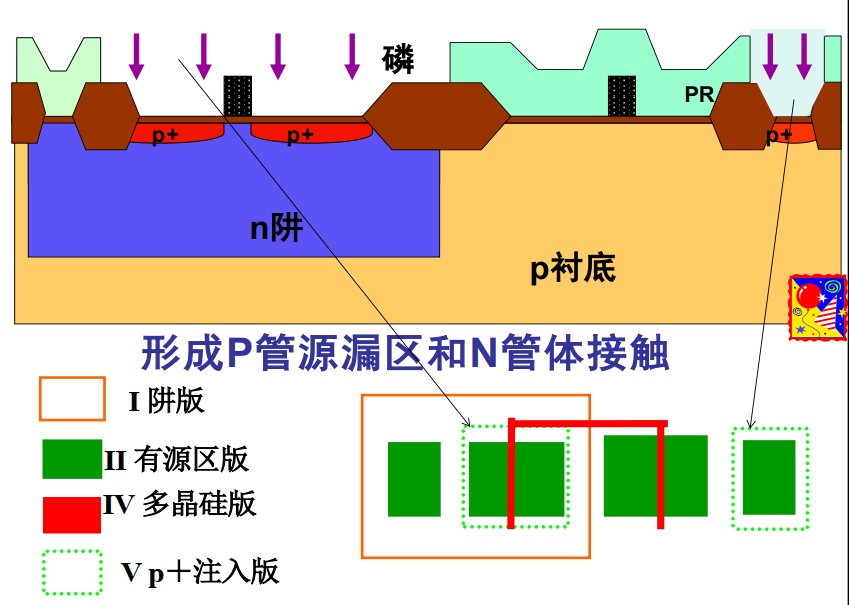 磷
PR
p+
p+
p+
n阱
p衬底
形成P管源漏区和N管体接触
I 阱版
II 有源区版
IV 多晶硅版
V p＋注入版